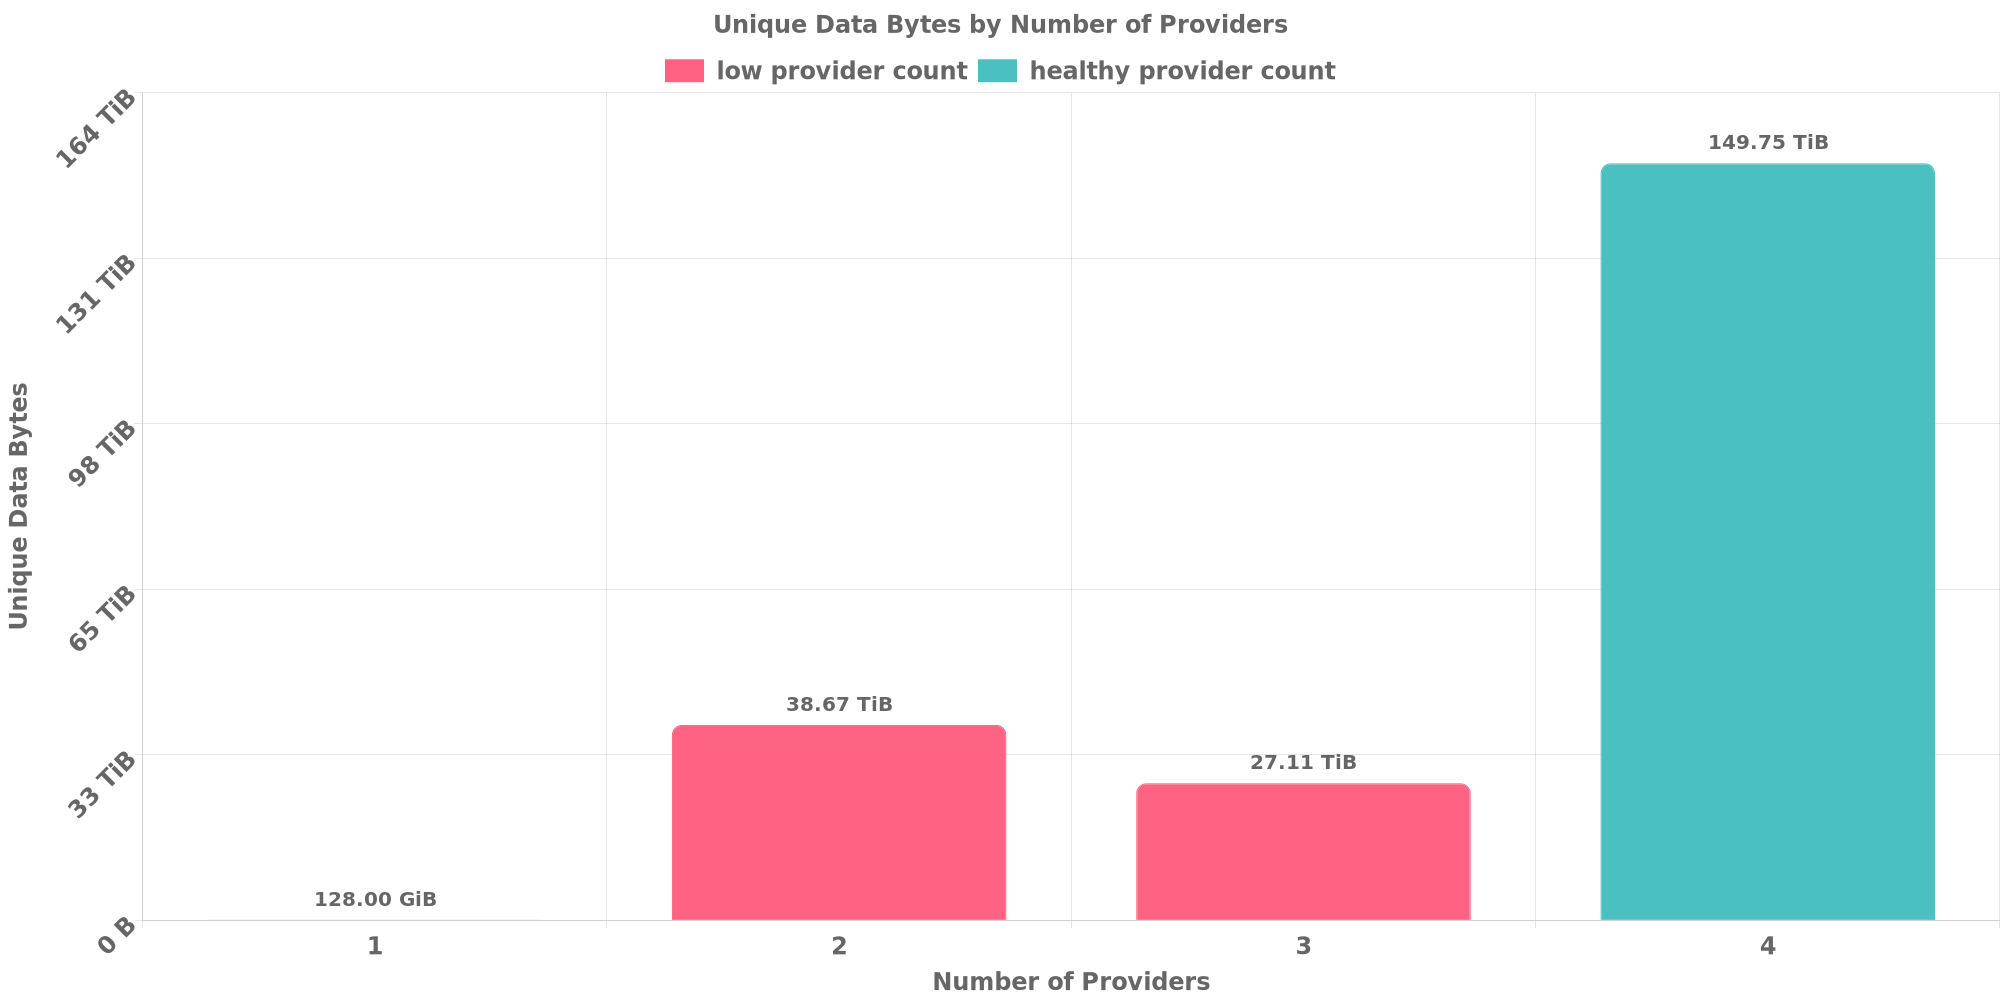 Unique Data Bytes by Number of Providers
low provider count healthy provider count
164 TiB
131 TiB
98 TiB
65 TiB
33 TiB
0 B
Unique Data Bytes
128.00 GiB
38.67 TiB
27.11 TiB
149.75 TiB
1 2 3 4
Number of Providers